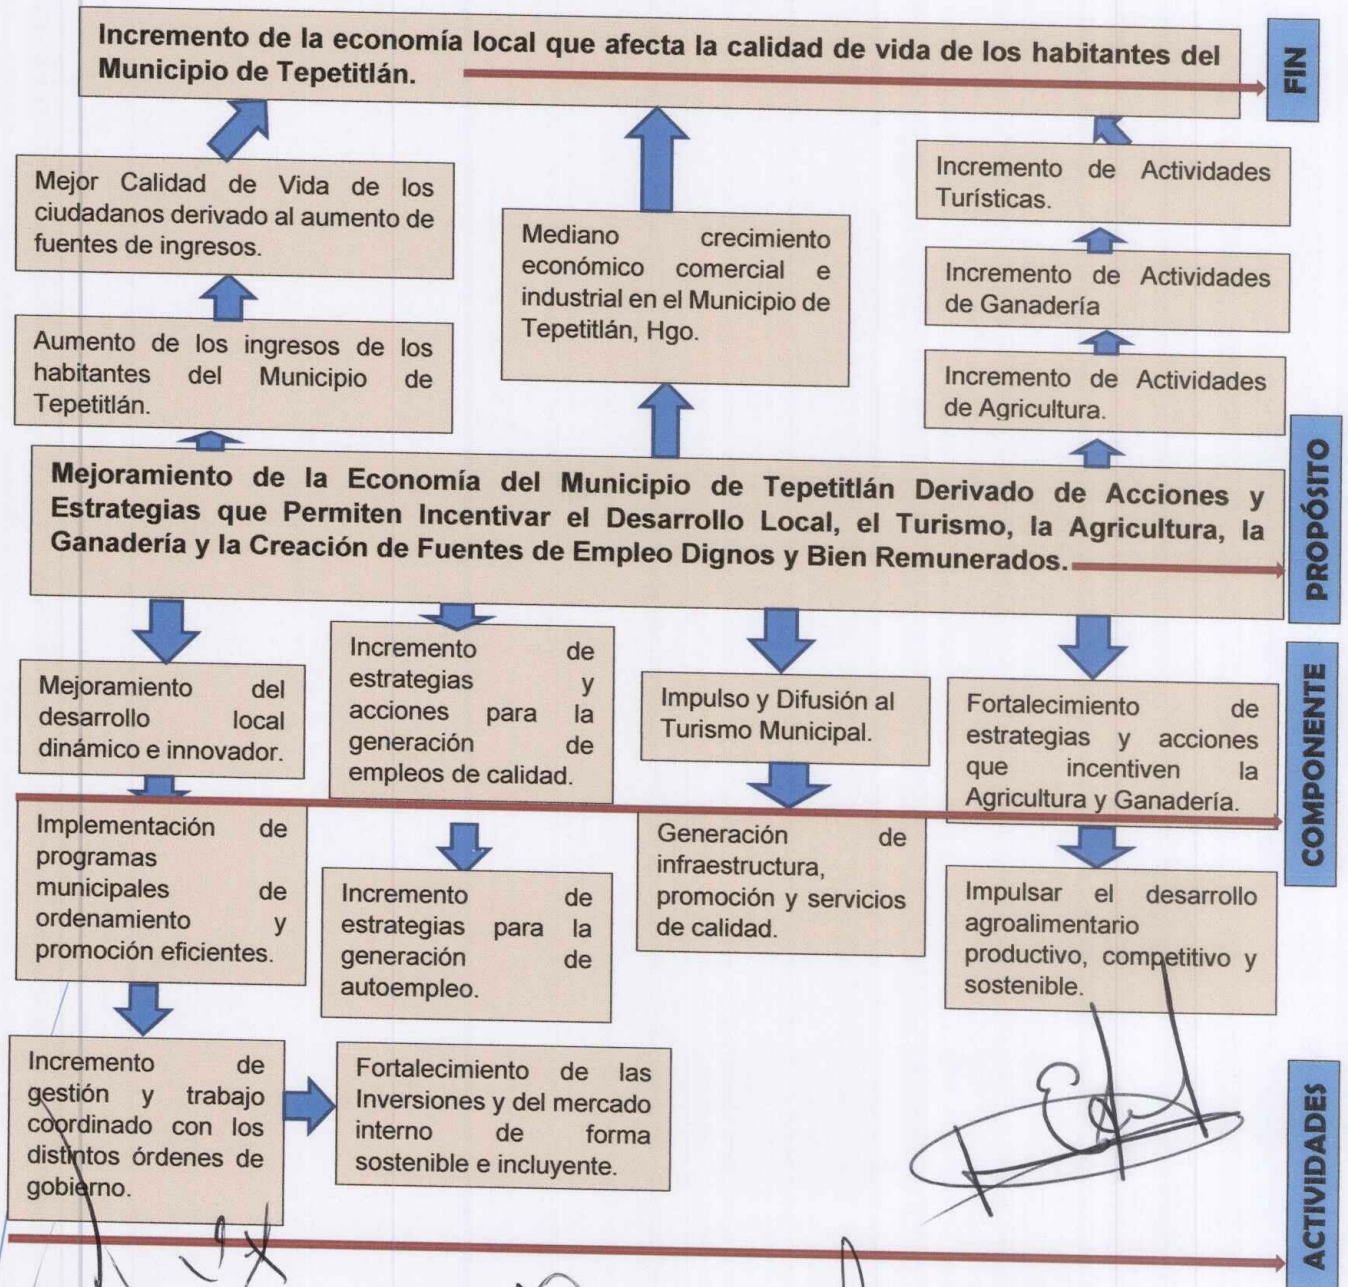 Incremento de la economía local que afecta la calidad de vida de los habitantes del
Municipio de Tepetitlán.
FIN
Mejor Calidad de Vida de los
ciudadanos derivado al aumento de
fuentes de ingresos.
Aumento de los ingresos de los
habitantes del Municipio de
Tepetitlán.
Mediano crecimiento
económico comercial e
industrial en el Municipio de
Tepetitlán, Hgo.
Incremento de Actividades
Turísticas.
Incremento de Actividades
de Ganadería
Incremento de Actividades
de Agricultura.
Mejoramiento de la Economía del Municipio de Tepetitlán Derivado de Acciones y
Estrategias que Permiten Incentivar el Desarrollo Local, el Turismo, la Agricultura, la
Ganadería y la Creación de Fuentes de Empleo Dignos y Bien Remunerados.
PROPÓSITO
Mejoramiento del
desarrollo local
dinámico e innovador.
Incremento de
estrategias y
acciones para la
generación de
empleos de calidad.
Impulso y Difusión al
Turismo Municipal.
Fortalecimiento de
estrategias y acciones
que incentiven la
Agricultura y Ganadería.
COMPONENTE
Implementación de
programas
municipales de
ordenamiento y
promoción eficientes.
Incremento de
estrategias para la
generación de
autoempleo.
Generación de
infraestructura,
promoción y servicios
de calidad.
Impulsar el desarrollo
agroalimentario
productivo, competitivo y
sostenible.
Incremento de
gestión y trabajo
coordinado con los
distintos órdenes de
gobierno.
Fortalecimiento de las
Inversiones y del mercado
interno de forma
sostenible e incluyente.
ACTIVIDADES